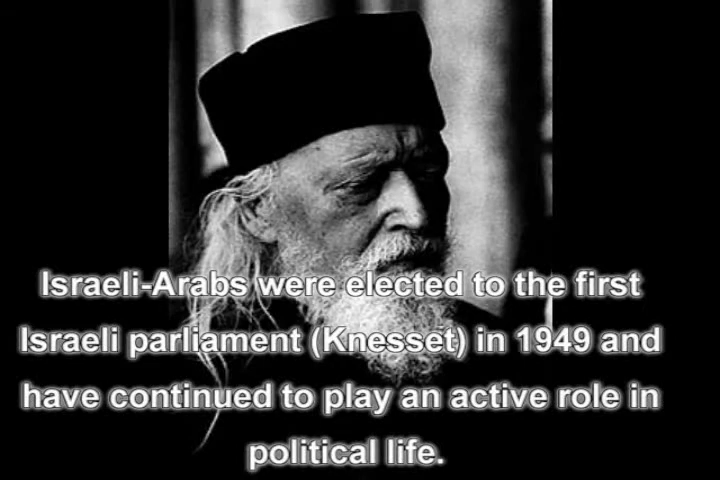 Israeli-Arabs were elected to the first
Israeli parliament (Knesset) in 1949 and
have continued to play an active role in
political life.